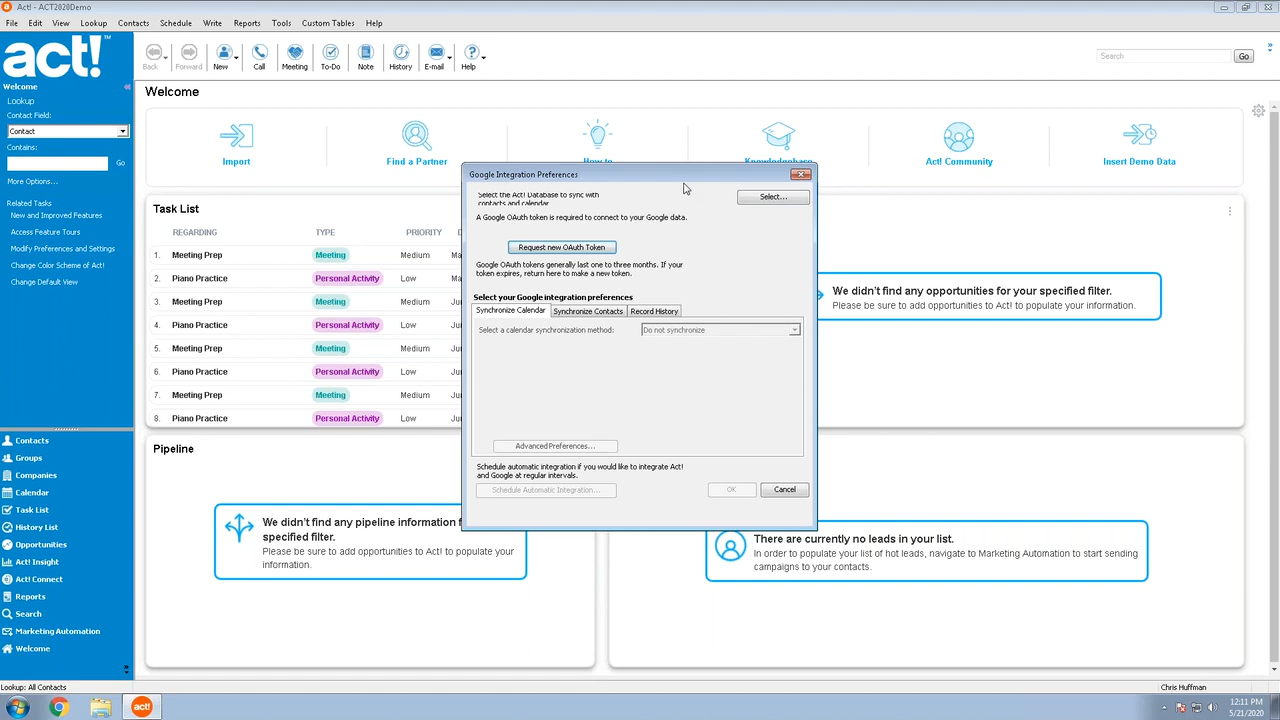 Act! - ACT2020Demo
File Edit View Lookup Contacts Schedule Write Reports Tools Custom Tables Help
act!™
Back Forward New Call Meeting To-Do Note History E-mail Help
Search Go
Welcome
Lookup
Contact Field:
Contact
Contains:
Go
More Options...
Related Tasks
New and Improved Features
Access Feature Tours
Modify Preferences and Settings
Change Color Scheme of Act!
Change Default View
Contacts
Groups
Companies
Calendar
Task List
History List
Opportunities
Act! Insight
Act! Connect
Reports
Search
Marketing Automation
Welcome
Welcome
Import
Find a Partner
How to
Knowledgebase
Act! Community
Insert Demo Data
Task List
REGARDING TYPE PRIORITY
1. Meeting Prep Meeting Medium
2. Piano Practice Personal Activity Low
3. Meeting Prep Meeting Medium
4. Piano Practice Personal Activity Low
5. Meeting Prep Meeting Medium
6. Piano Practice Personal Activity Low
7. Meeting Prep Meeting Medium
8. Piano Practice Personal Activity Low
We didn't find any opportunities for your specified filter.
Please be sure to add opportunities to Act! to populate your information.
Pipeline
We didn't find any pipeline information
specified filter.
Please be sure to add opportunities to Act! to populate your
information.
There are currently no leads in your list.
In order to populate your list of hot leads, navigate to Marketing Automation to start sending
campaigns to your contacts.
Google Integration Preferences
Select the Act! Database to sync with
contacts and calendar
Select...
A Google OAuth token is required to connect to your Google data.
Request new OAuth Token
Google OAuth tokens generally last one to three months. If your
token expires, return here to make a new token.
Select your Google integration preferences
Synchronize Calendar Synchronize Contacts Record History
Select a calendar synchronization method: Do not synchronize
Advanced Preferences...
Schedule automatic integration if you would like to integrate Act!
and Google at regular intervals.
Schedule Automatic Integration... OK Cancel
Lookup: All Contacts
Chris Huffman
act!
12:11 PM
5/21/2020